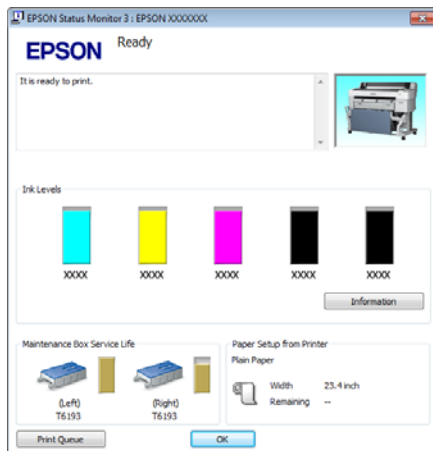 EPSON Status Monitor 3 : EPSON XXXXXXX
EPSON
Ready
It is ready to print.
Ink Levels
XXXX XXXX XXXX XXXX XXXX
Information
Maintenance Box Service Life
(Left) (Right)
T6193 T6193
Paper Setup from Printer
Plain Paper
Width 23.4 inch
Remaining --
Print Queue
OK